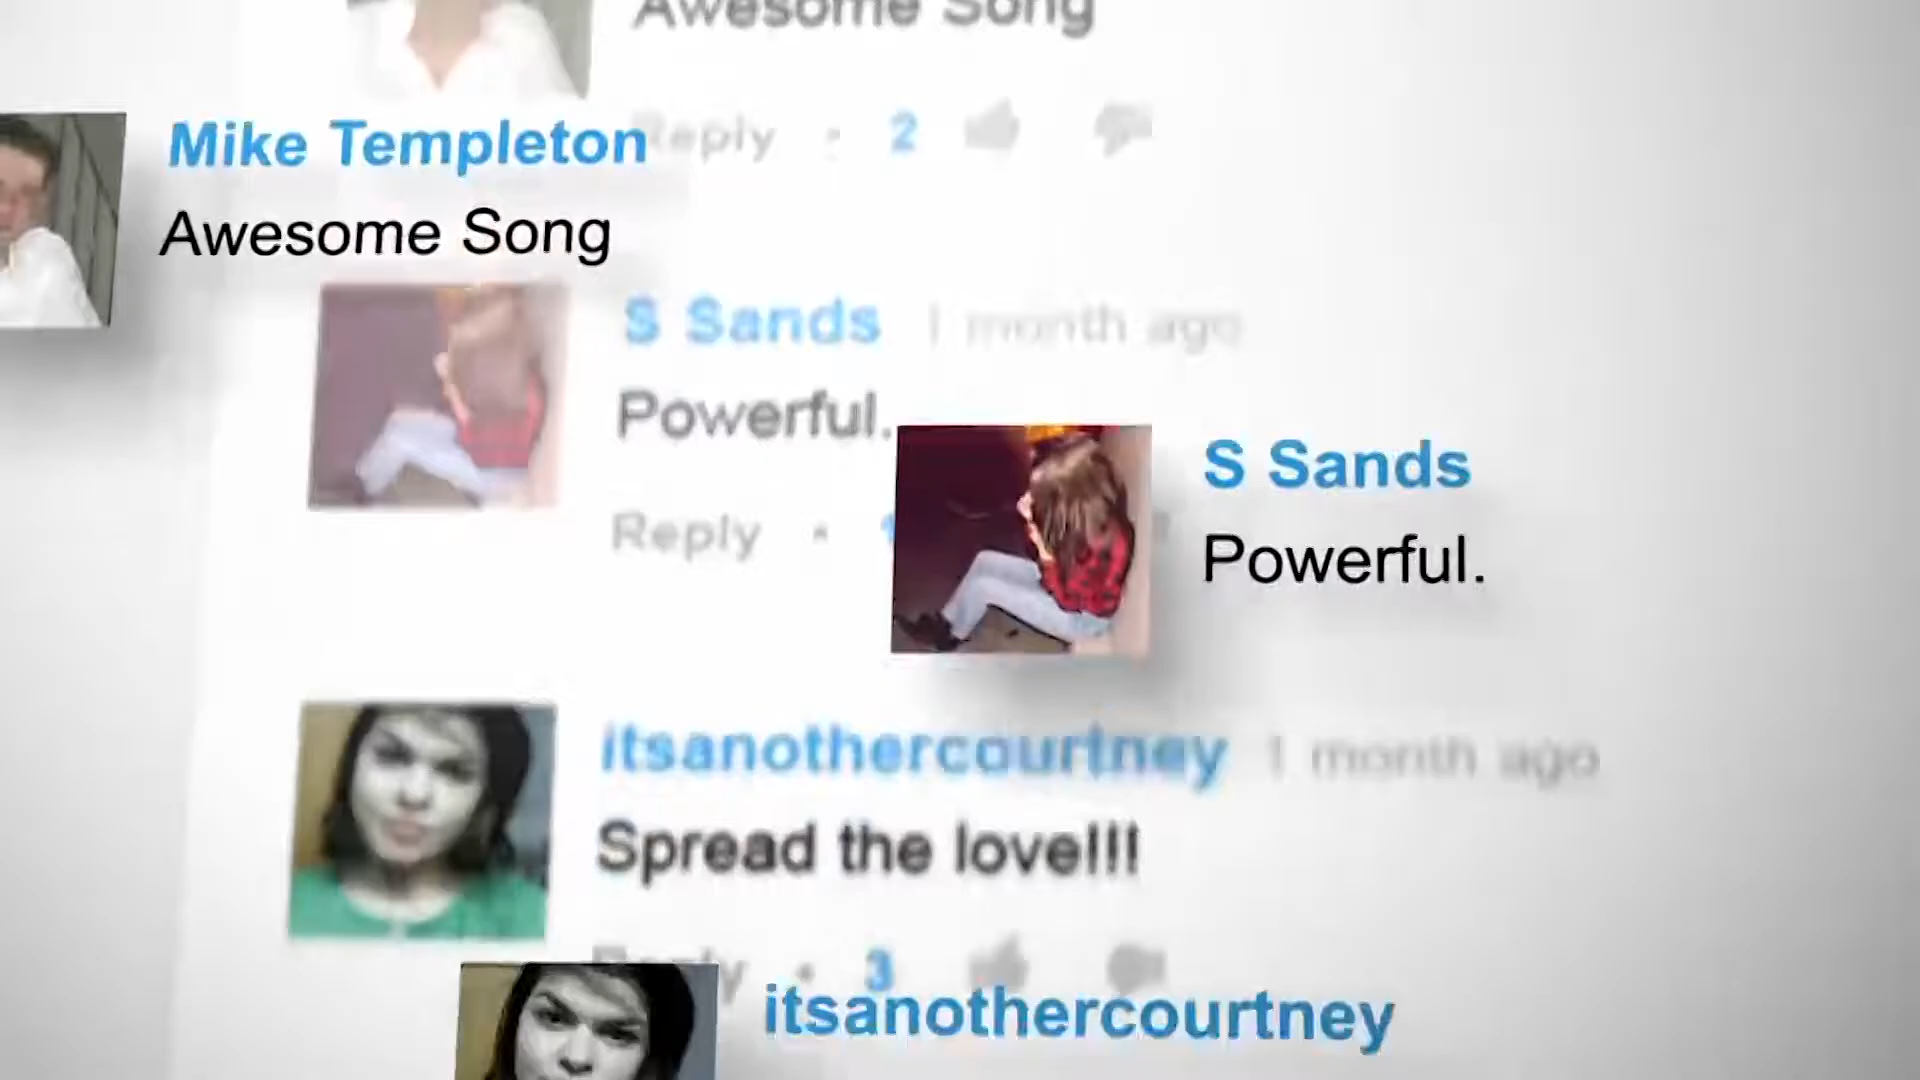 Awesome Song
Reply • 2
Mike Templeton
Awesome Song
S Sands 1 month ago
Powerful.
Reply •
S Sands
Powerful.
itsanothercourtney 1 month ago
Spread the love!!!
Reply • 3
itsanothercourtney